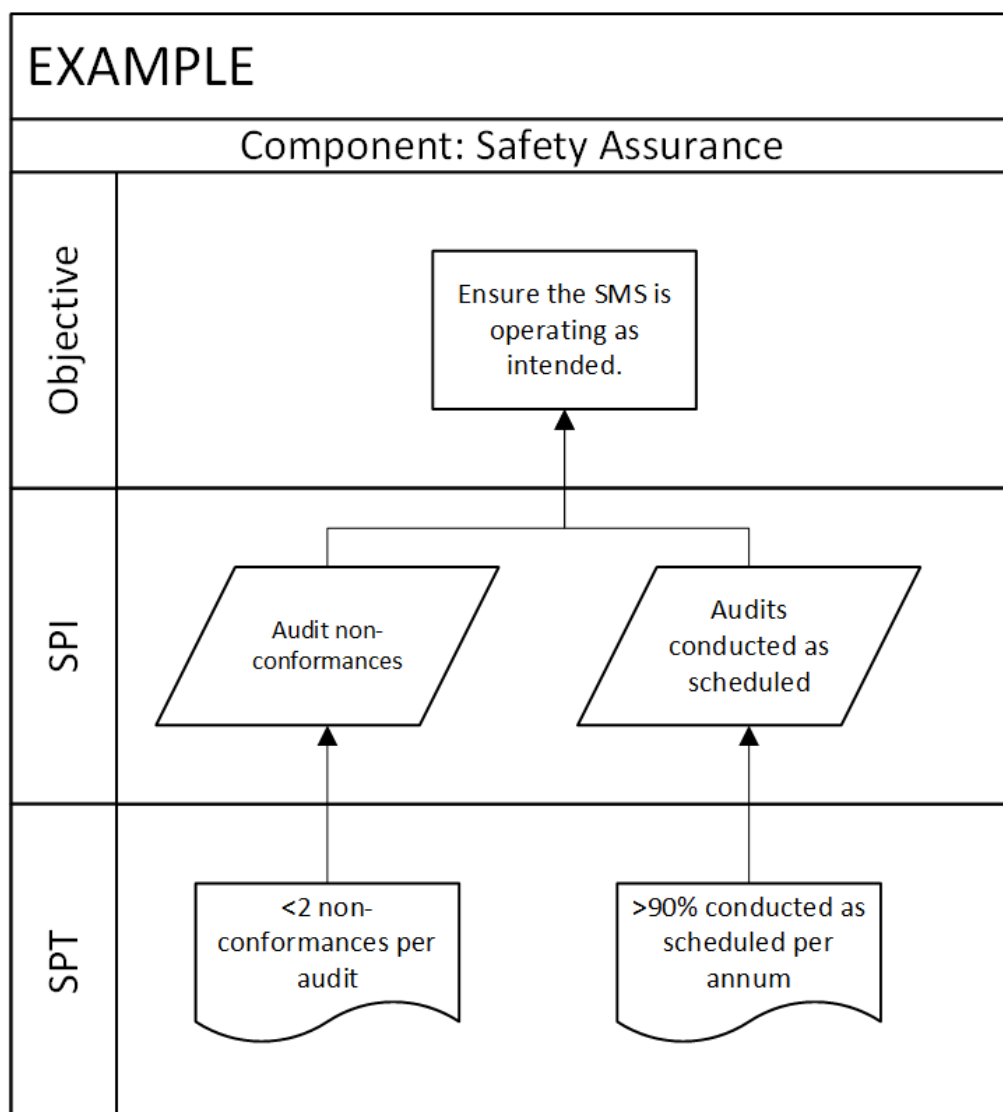 EXAMPLE
Component: Safety Assurance
Objective
Ensure the SMS is
operating as
intended.
SPI
Audit non-
conformances
Audits
conducted as
scheduled
SPT
<2 non-
conformances per
audit
>90% conducted as
scheduled per
annum